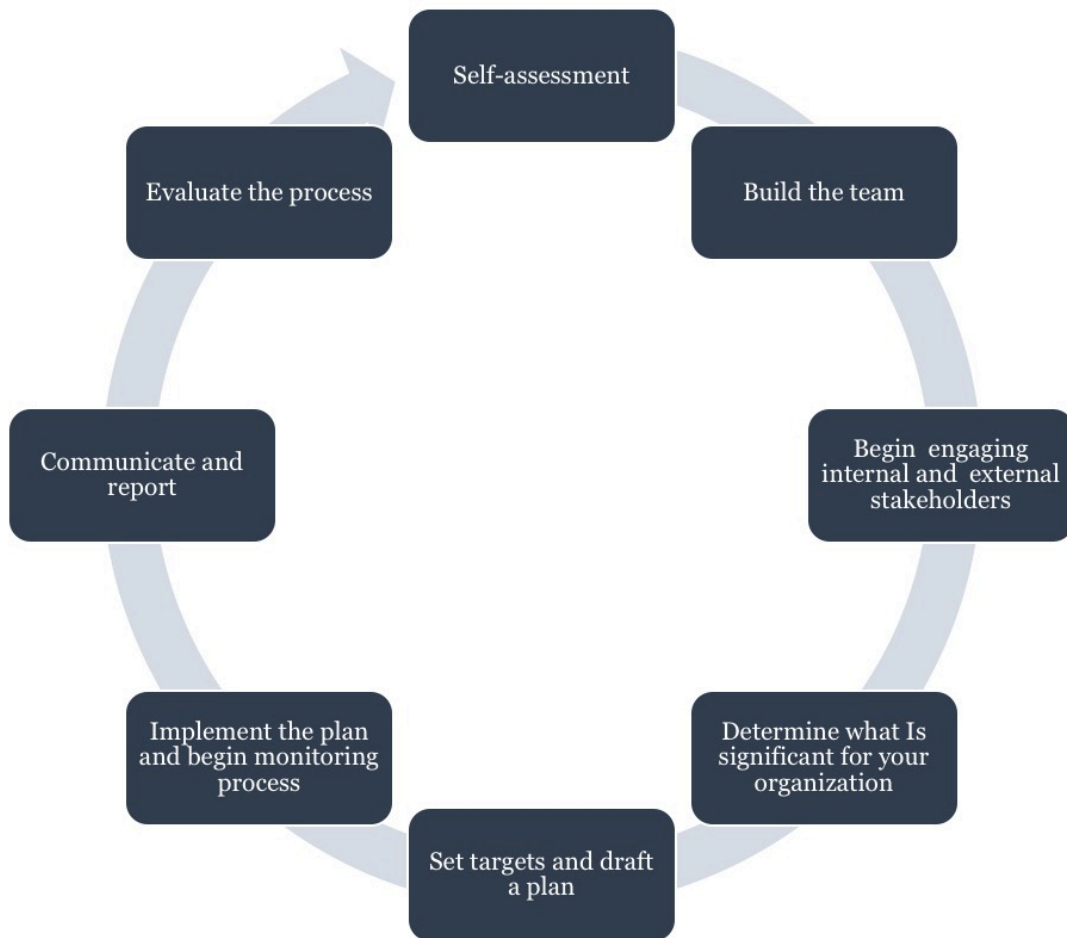 Self-assessment
Build the team
Begin  engaging
internal and  external
stakeholders
Determine what Is
significant for your
organization
Set targets and draft
a plan
Implement the plan
and begin monitoring
process
Communicate and
report
Evaluate the process